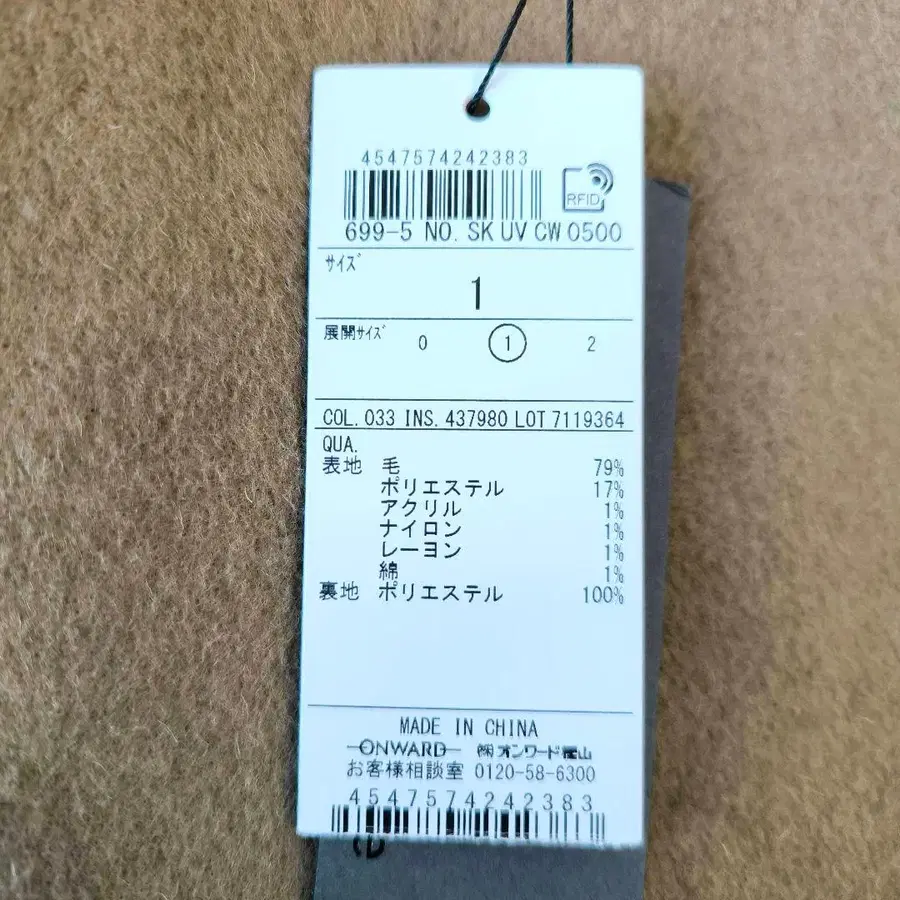 4547574242383
RFID
699-5 NO. SK UV CW 0500
サイズ
1
展開サイズ 0 1 2
COL. 033 INS. 437980 LOT 7119364
QUA.
表地 毛 79%
ポリエステル 17%
アクリル 1%
ナイロン 1%
レーヨン 1%
綿 1%
裏地 ポリエステル 100%
MADE IN CHINA
ONWARD ㈱オンワード樫山
お客様相談室 0120-58-6300
4547574242383